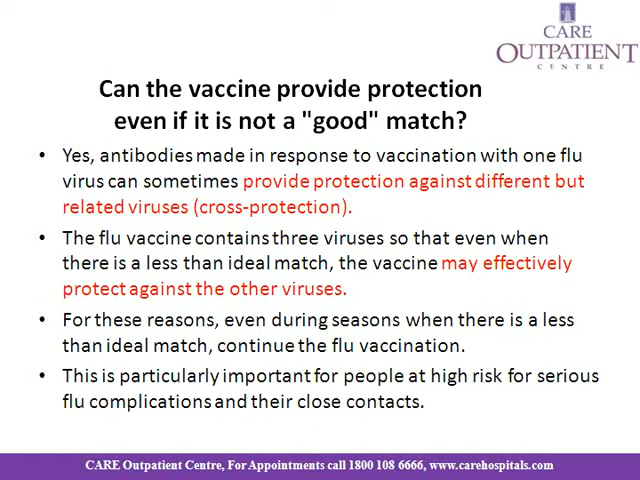 CARE
OUTPATIENT
CENTRE
Can the vaccine provide protection
even if it is not a "good" match?
• Yes, antibodies made in response to vaccination with one flu
virus can sometimes provide protection against different but
related viruses (cross-protection).
• The flu vaccine contains three viruses so that even when
there is a less than ideal match, the vaccine may effectively
protect against the other viruses.
• For these reasons, even during seasons when there is a less
than ideal match, continue the flu vaccination.
• This is particularly important for people at high risk for serious
flu complications and their close contacts.
CARE Outpatient Centre, For Appointments call 1800 108 6666, www.carehospitals.com